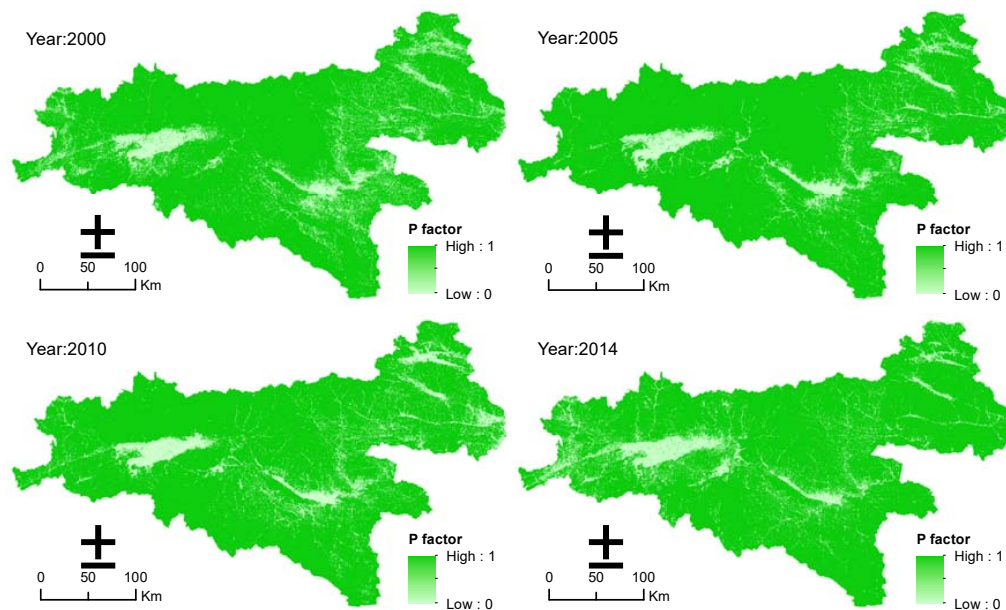 Year:2000
P factor
High : 1
Low : 0
0 50 100
Km
Year:2005
P factor
High : 1
Low : 0
0 50 100
Km
Year:2010
P factor
High : 1
Low : 0
0 50 100
Km
Year:2014
P factor
High : 1
Low : 0
0 50 100
Km